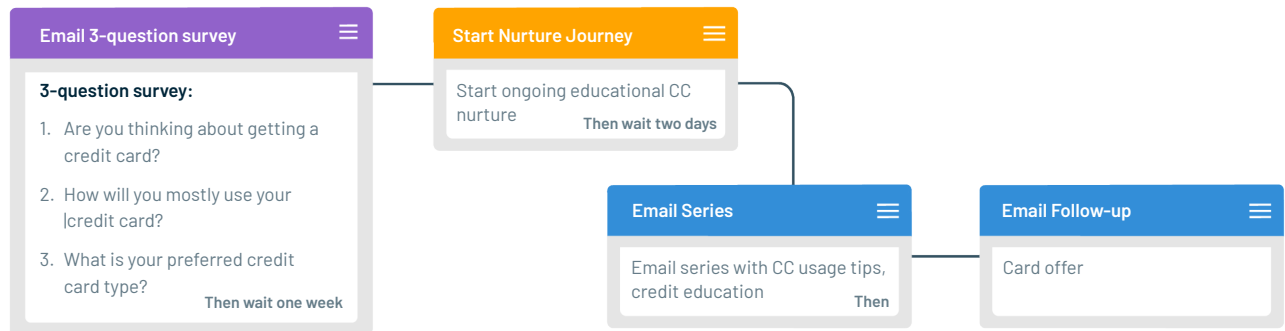 Email 3-question survey
3-question survey:
1. Are you thinking about getting a
credit card?
2. How will you mostly use your
|credit card?
3. What is your preferred credit
card type?
Then wait one week
Start Nurture Journey
Start ongoing educational CC
nurture
Then wait two days
Email Series
Email series with CC usage tips,
credit education
Then
Email Follow-up
Card offer